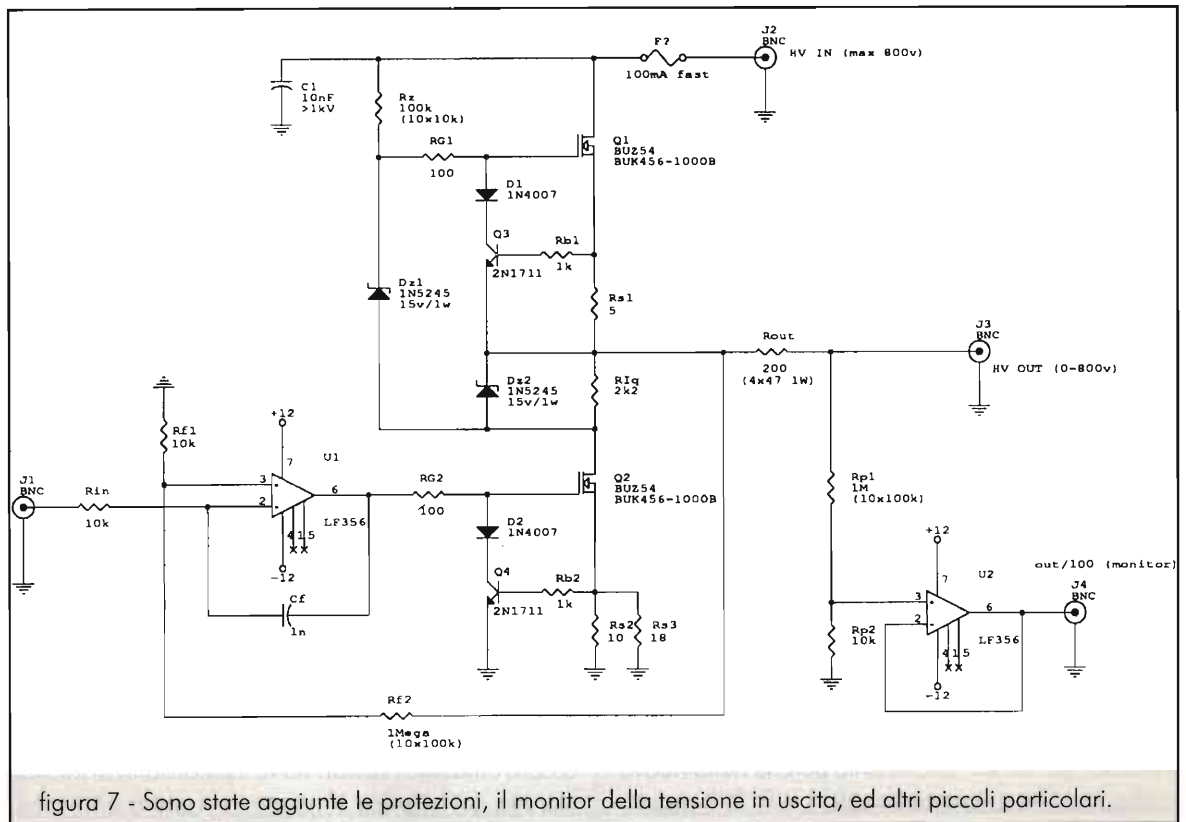 J2
BNC
HV IN (max 800v)
F?
100mA fast
C1
10nF
>1kV
Rz
100k
(10x10k)
RG1
100
Q1
BUZ54
BUK456-1000B
D1
1N4007
Q3
2N1711
Rb1
1k
Dz1
1N5245
15v/1w
Rs1
5
Rout
200
(4x47 1W)
J3
BNC
HV OUT (0-800v)
Dz2
1N5245
15v/1w
RIq
2k2
+12
Rf1
10k
7
U1
J1
BNC
Rin
10k
3
2
6
LF356
4
1
5
-12
RG2
100
Q2
BUZ54
BUK456-1000B
D2
1N4007
Q4
2N1711
Rb2
1k
Rs2
10
Rs3
18
Cf
1n
Rp1
1M
(10x100k)
+12
out/100 (monitor)
7
U2
J4
BNC
3
2
6
LF356
4
1
5
-12
Rp2
10k
Rf2
1Mega
(10x100k)
figura 7 - Sono state aggiunte le protezioni, il monitor della tensione in uscita, ed altri piccoli particolari.